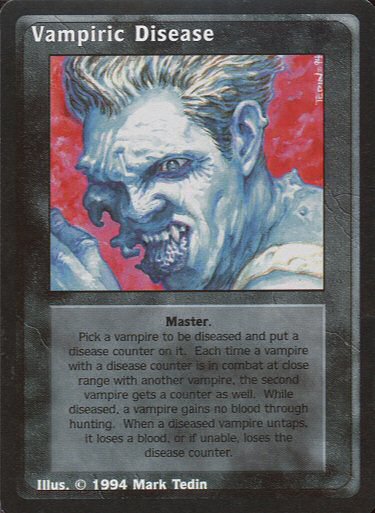 Vampiric Disease
TEDIN © 94
Master.
Pick a vampire to be diseased and put a
disease counter on it. Each time a vampire
with a disease counter is in combat at close
range with another vampire, the second
vampire gets a counter as well. While
diseased, a vampire gains no blood through
hunting. When a diseased vampire untaps,
it loses a blood, or if unable, loses the
disease counter.
Illus. © 1994 Mark Tedin